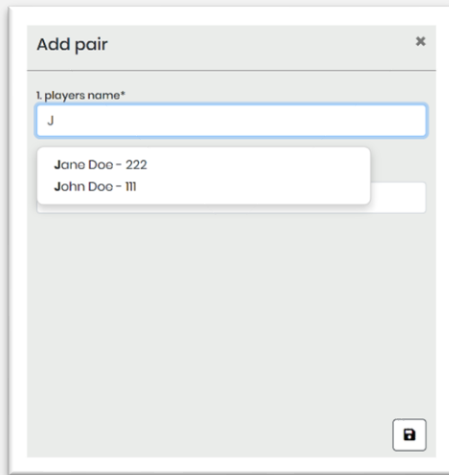 Add pair
1. players name*
J
Jane Doe - 222
John Doe - 111